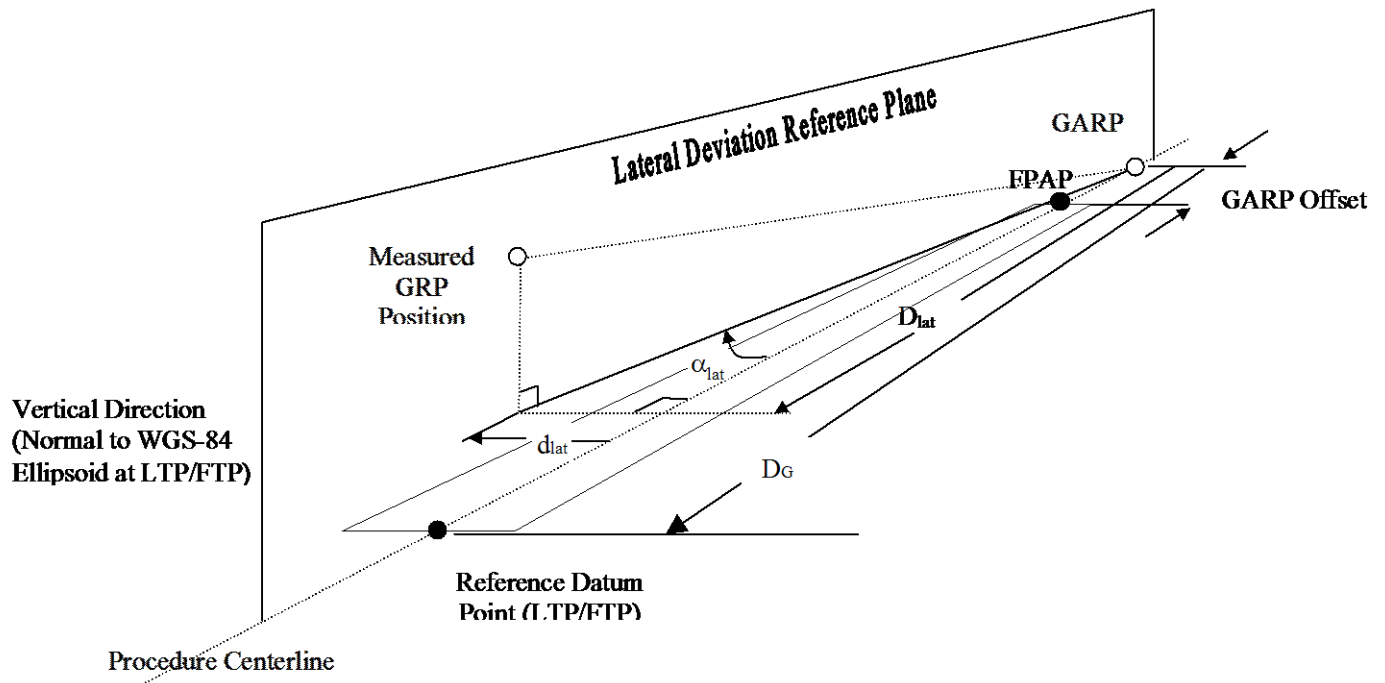 Lateral Deviation Reference Plane
GARP
FPAP
GARP Offset
Measured
GRP
Position
Dlat
αlat
Vertical Direction
(Normal to WGS-84
Ellipsoid at LTP/FTP)
dlat
DG
Reference Datum
Point (LTP/FTP)
Procedure Centerline